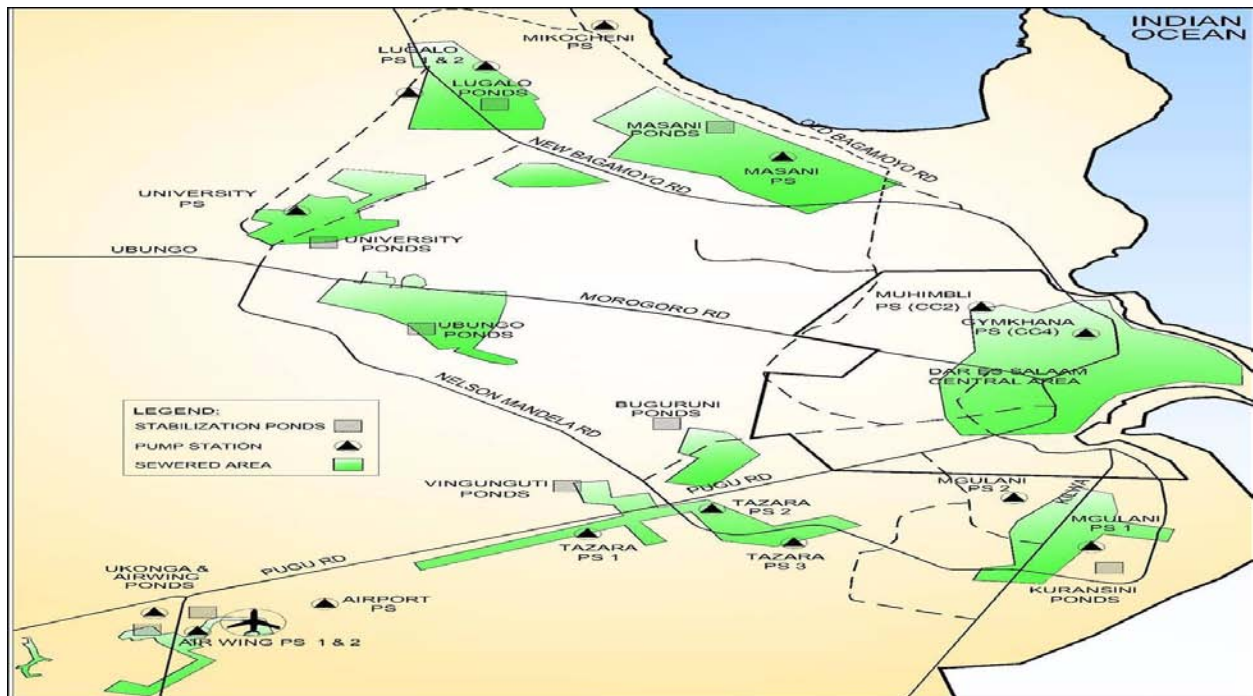 INDIAN
OCEAN
MIKOCHENI
PS
LUGALO
PS 1 & 2
LUGALO
PONDS
MASANI
PONDS
OLD BAGAMOYO RD
NEW BAGAMOYO RD
MASANI
PS
UNIVERSITY
PS
UNIVERSITY
PONDS
UBUNGO
MOROGORO RD
MUHIMBLI
PS (CC2)
GYMKHANA
PS (CC4)
UBUNGO
PONDS
DAR ES SALAAM
CENTRAL AREA
NELSON MANDELA RD
BUGURUNI
PONDS
LEGEND:
STABILIZATION PONDS
PUMP STATION
SEWERED AREA
VINGUNGUTI
PONDS
PUGU RD
MGULANI
PS 2
KILWA
TAZARA
PS 2
MGULANI
PS 1
TAZARA
PS 1
TAZARA
PS 3
PUGU RD
UKONGA &
AIRWING
PONDS
KURASINI
PONDS
AIRPORT
PS
AIR WING PS 1 & 2